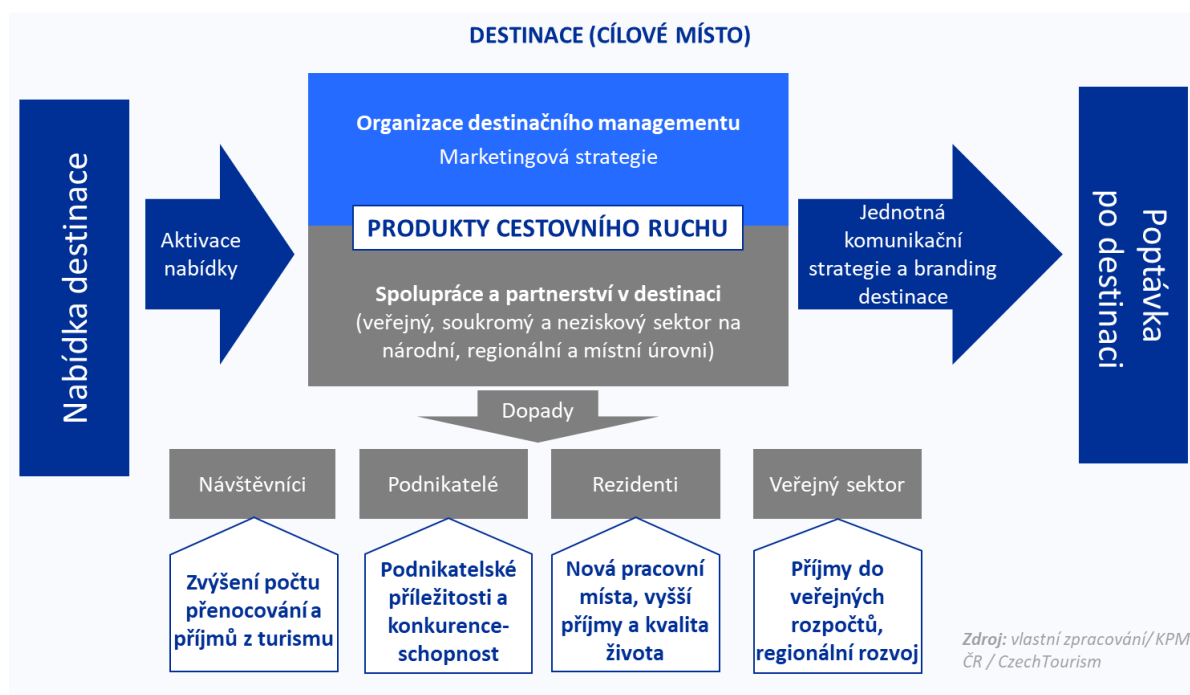 DESTINACE (CÍLOVÉ MÍSTO)
Nabídka destinace
Aktivace
nabídky
Organizace destinačního managementu
Marketingová strategie
PRODUKTY CESTOVNÍHO RUCHU
Spolupráce a partnerství v destinaci
(veřejný, soukromý a neziskový sektor na
národní, regionální a místní úrovni)
Jednotná
komunikační
strategie a branding
destinace
Poptávka
po destinaci
Dopady
Návštěvníci
Podnikatelé
Rezidenti
Veřejný sektor
Zvýšení počtu
přenocování a
příjmů z turismu
Podnikatelské
příležitosti a
konkurence-
schopnost
Nová pracovní
místa, vyšší
příjmy a kvalita
života
Příjmy do
veřejných
rozpočtů,
regionální rozvoj
Zdroj: vlastní zpracování/ KPM
ČR / CzechTourism